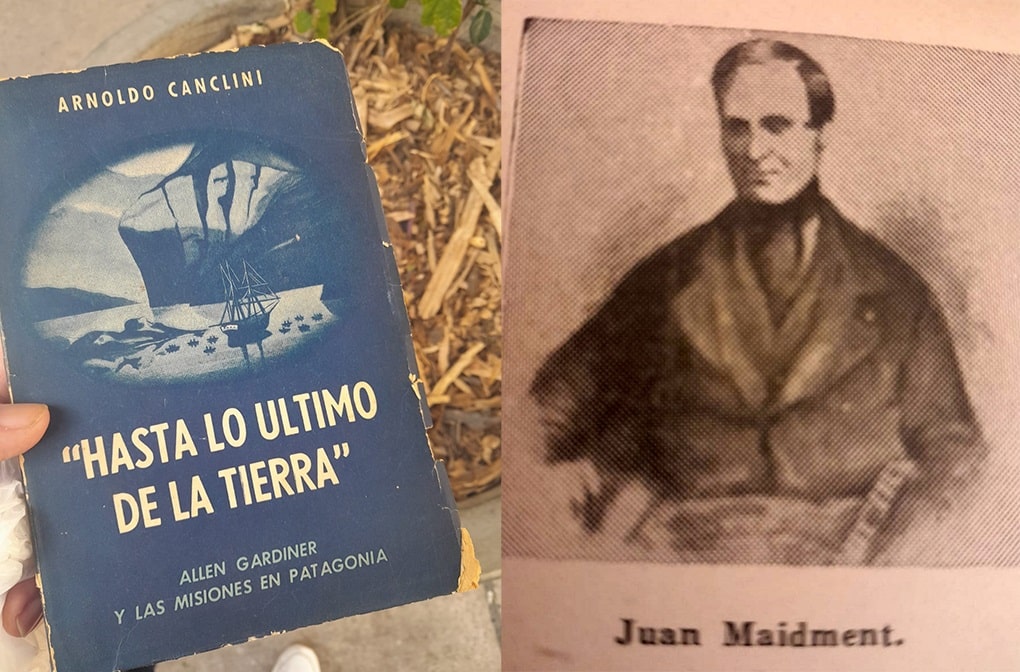 ARNOLDO CANCLINI
"HASTA LO ULTIMO
DE LA TIERRA"
ALLEN GARDINER
Y LAS MISIONES EN PATAGONIA
Juan Maidment.